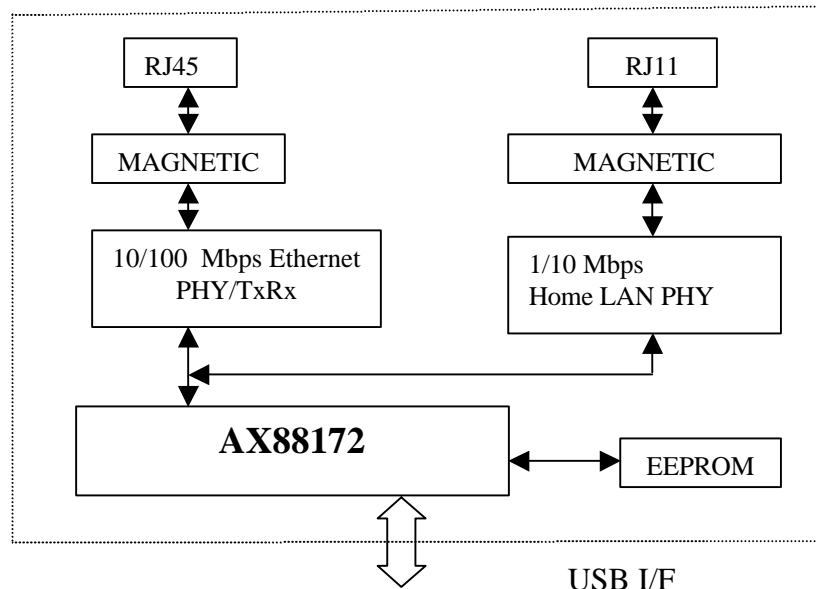 RJ45
RJ11
MAGNETIC
MAGNETIC
10/100 Mbps Ethernet
PHY/TxRx
1/10 Mbps
Home LAN PHY
AX88172
EEPROM
USB I/F